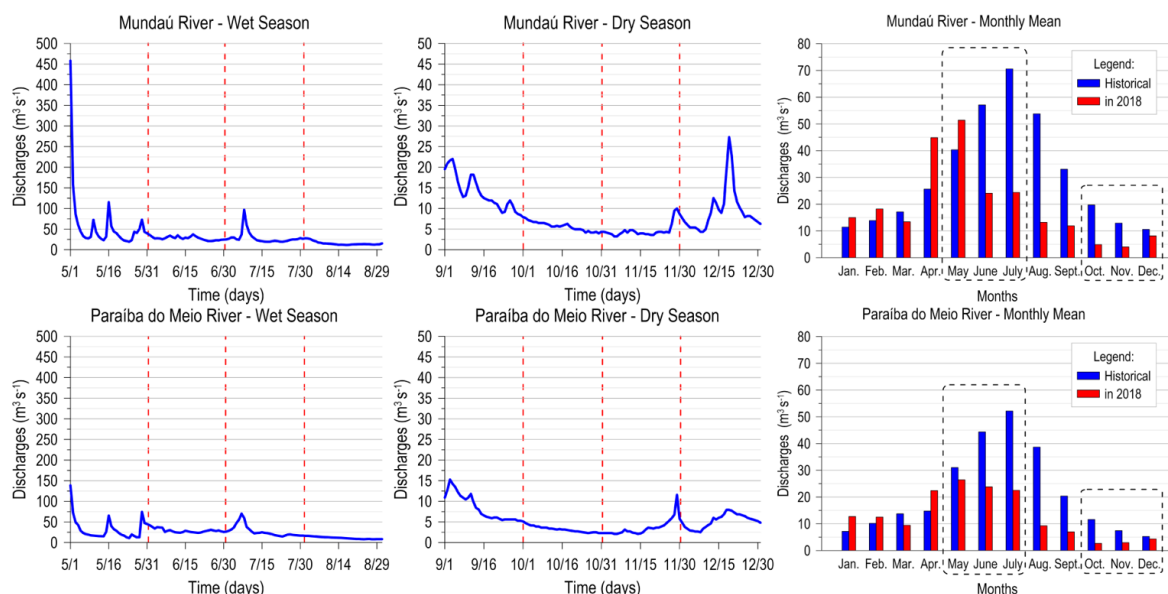 Mundaú River - Wet Season
500
450
400
350
300
250
200
150
100
50
0
Discharges (m³ s⁻¹)
5/1 5/16 5/31 6/15 6/30 7/15 7/30 8/14 8/29
Time (days)
Mundaú River - Dry Season
50
45
40
35
30
25
20
15
10
5
0
Discharges (m³ s⁻¹)
9/1 9/16 10/1 10/16 10/31 11/15 11/30 12/15 12/30
Time (days)
Mundaú River - Monthly Mean
80
70
60
50
40
30
20
10
0
Discharges (m³ s⁻¹)
Legend:
Historical
in 2018
Jan. Feb. Mar. Apr. May June July Aug. Sept. Oct. Nov. Dec.
Months
Paraíba do Meio River - Wet Season
500
450
400
350
300
250
200
150
100
50
0
Discharges (m³ s⁻¹)
5/1 5/16 5/31 6/15 6/30 7/15 7/30 8/14 8/29
Time (days)
Paraíba do Meio River - Dry Season
50
45
40
35
30
25
20
15
10
5
0
Discharges (m³ s⁻¹)
9/1 9/16 10/1 10/16 10/31 11/15 11/30 12/15 12/30
Time (days)
Paraíba do Meio River - Monthly Mean
80
70
60
50
40
30
20
10
0
Discharges (m³ s⁻¹)
Legend:
Historical
in 2018
Jan. Feb. Mar. Apr. May June July Aug. Sept. Oct. Nov. Dec.
Months